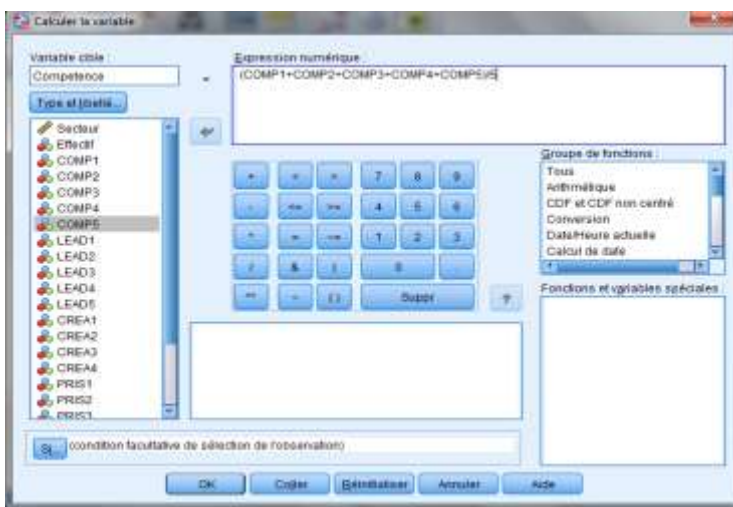 Calculer la variable
Variable cible :
Competence
Type et libellé...
=
Expression numérique :
(COMP1+COMP2+COMP3+COMP4+COMP5)/5
Secteur
Effectif
COMP1
COMP2
COMP3
COMP4
COMP5
LEAD1
LEAD2
LEAD3
LEAD4
LEAD5
CREA1
CREA2
CREA3
CREA4
PRIS1
PRIS2
PRIS3
+ < > 7 8 9
- <= >= 4 5 6
* = ~= 1 2 3
/ & | 0
** ~ ( ) Suppr
?
Groupe de fonctions :
Tous
Arithmétique
CDF et CDF non centré
Conversion
Date/Heure actuelle
Calcul de date
Fonctions et variables spéciales
Si... (condition facultative de sélection de l'observation)
OK Coller Réinitialiser Annuler Aide